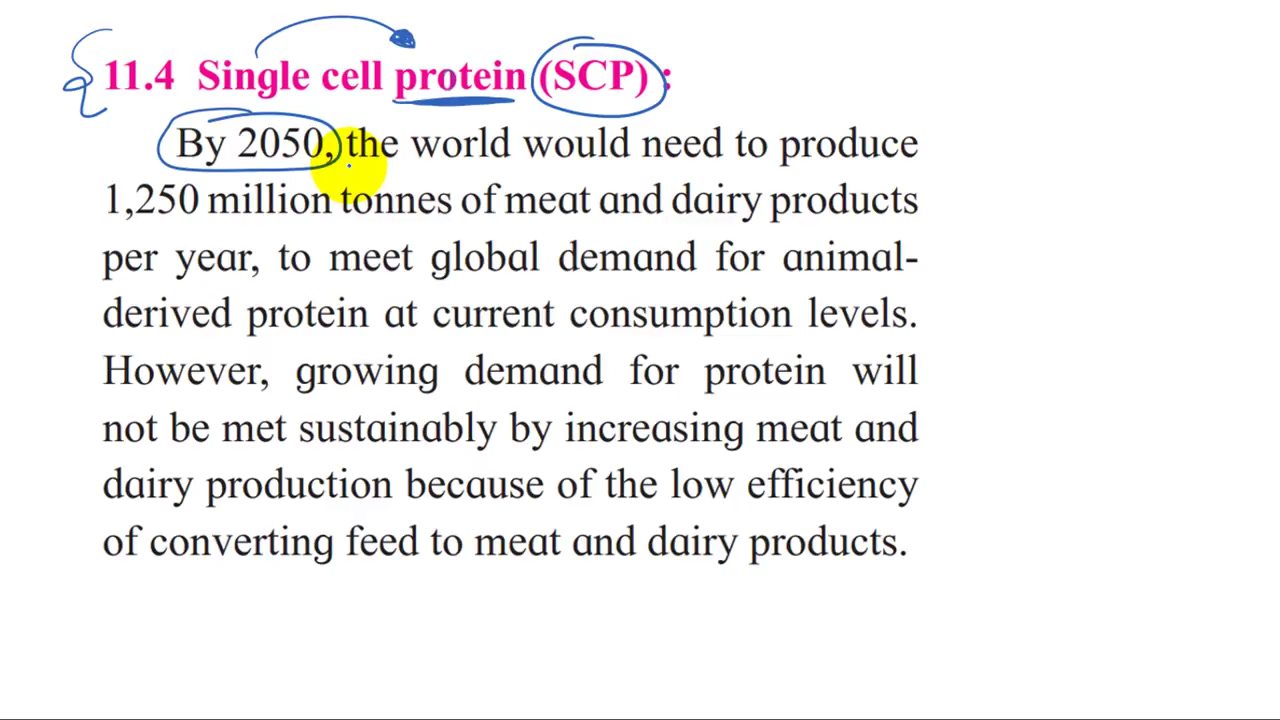 11.4 Single cell protein (SCP) :
By 2050, the world would need to produce
1,250 million tonnes of meat and dairy products
per year, to meet global demand for animal-
derived protein at current consumption levels.
However, growing demand for protein will
not be met sustainably by increasing meat and
dairy production because of the low efficiency
of converting feed to meat and dairy products.